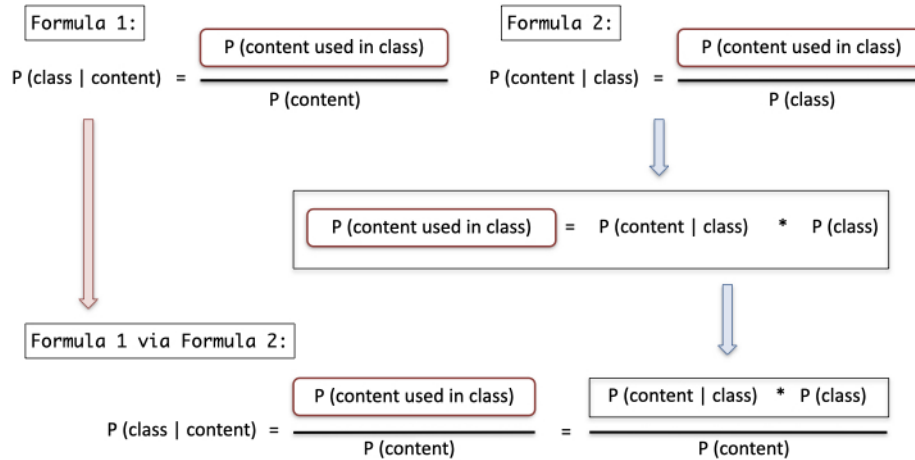 Formula 1:
P (class | content) =
P (content used in class)
P (content)
Formula 2:
P (content | class) =
P (content used in class)
P (class)
P (content used in class) = P (content | class) * P (class)
Formula 1 via Formula 2:
P (class | content) =
P (content used in class)
P (content)
=
P (content | class) * P (class)
P (content)